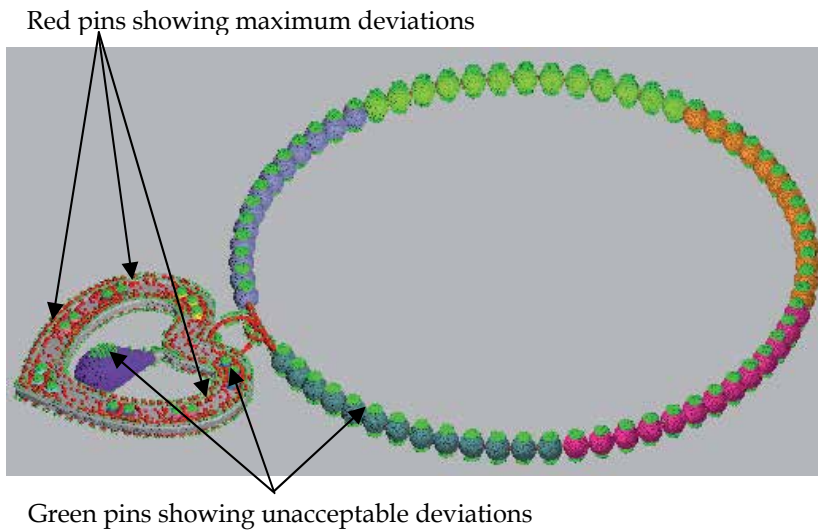 Red pins showing maximum deviations
Green pins showing unacceptable deviations